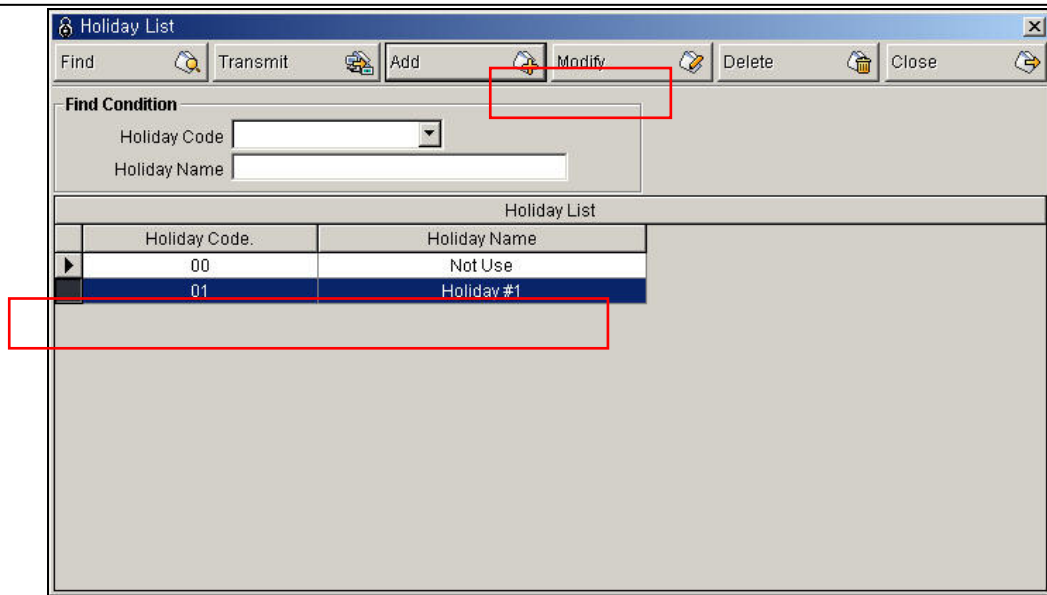 Holiday List
Find Transmit Add Modify Delete Close
Find Condition
Holiday Code
Holiday Name
Holiday List
Holiday Code. Holiday Name
00 Not Use
01 Holiday #1